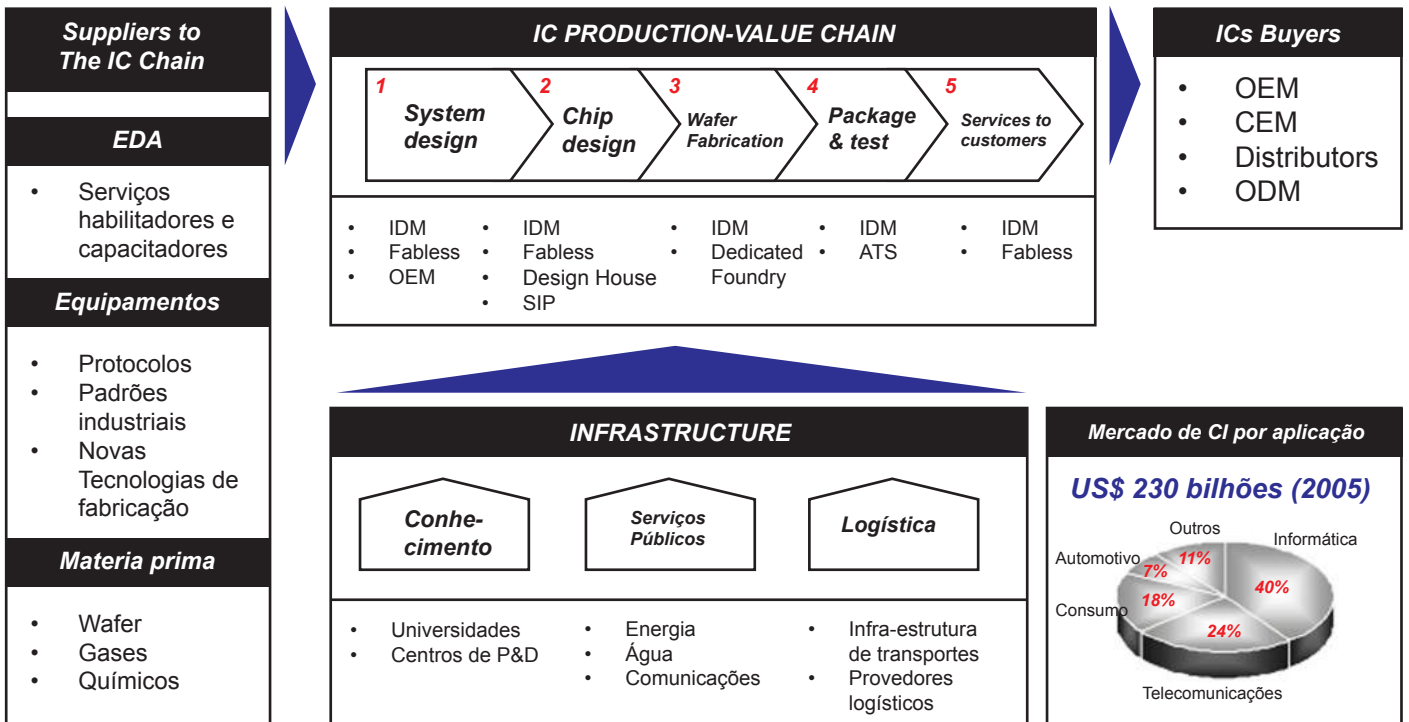 Suppliers to
The IC Chain
EDA
• Serviços
habilitadores e
capacitadores
Equipamentos
• Protocolos
• Padrões
industriais
• Novas
Tecnologias de
fabricação
Materia prima
• Wafer
• Gases
• Químicos
IC PRODUCTION-VALUE CHAIN
1
System
design
2
Chip
design
3
Wafer
Fabrication
4
Package
& test
5
Services to
customers
• IDM
• Fabless
• OEM
• IDM
• Fabless
• Design House
• SIP
• IDM
• Dedicated
Foundry
• IDM
• ATS
• IDM
• Fabless
ICs Buyers
• OEM
• CEM
• Distributors
• ODM
INFRASTRUCTURE
Conhe-
cimento
Serviços
Públicos
Logística
• Universidades
• Centros de P&D
• Energia
• Água
• Comunicações
• Infra-estrutura
de transportes
• Provedores
logísticos
Mercado de CI por aplicação
US$ 230 bilhões (2005)
Outros
11%
Informática
40%
Automotivo
7%
Consumo
18%
24%
Telecomunicações